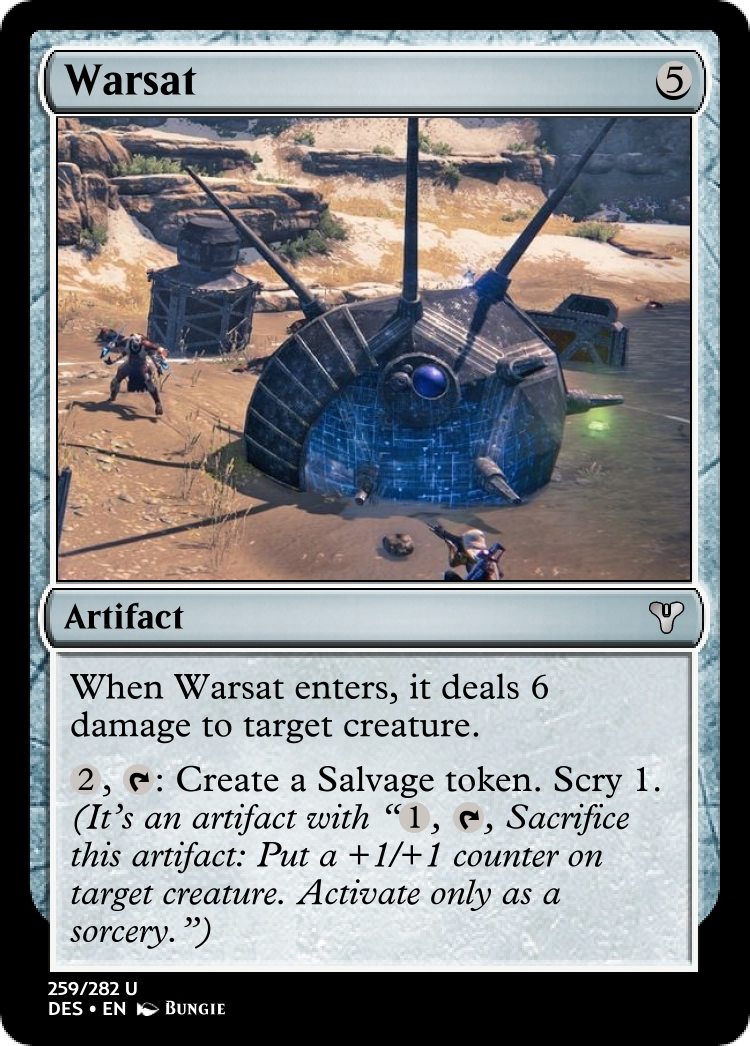 Warsat 5
Artifact
When Warsat enters, it deals 6
damage to target creature.
2, : Create a Salvage token. Scry 1.
(It's an artifact with “1, , Sacrifice
this artifact: Put a +1/+1 counter on
target creature. Activate only as a
sorcery.”)
259/282 U
DES • EN Bungie